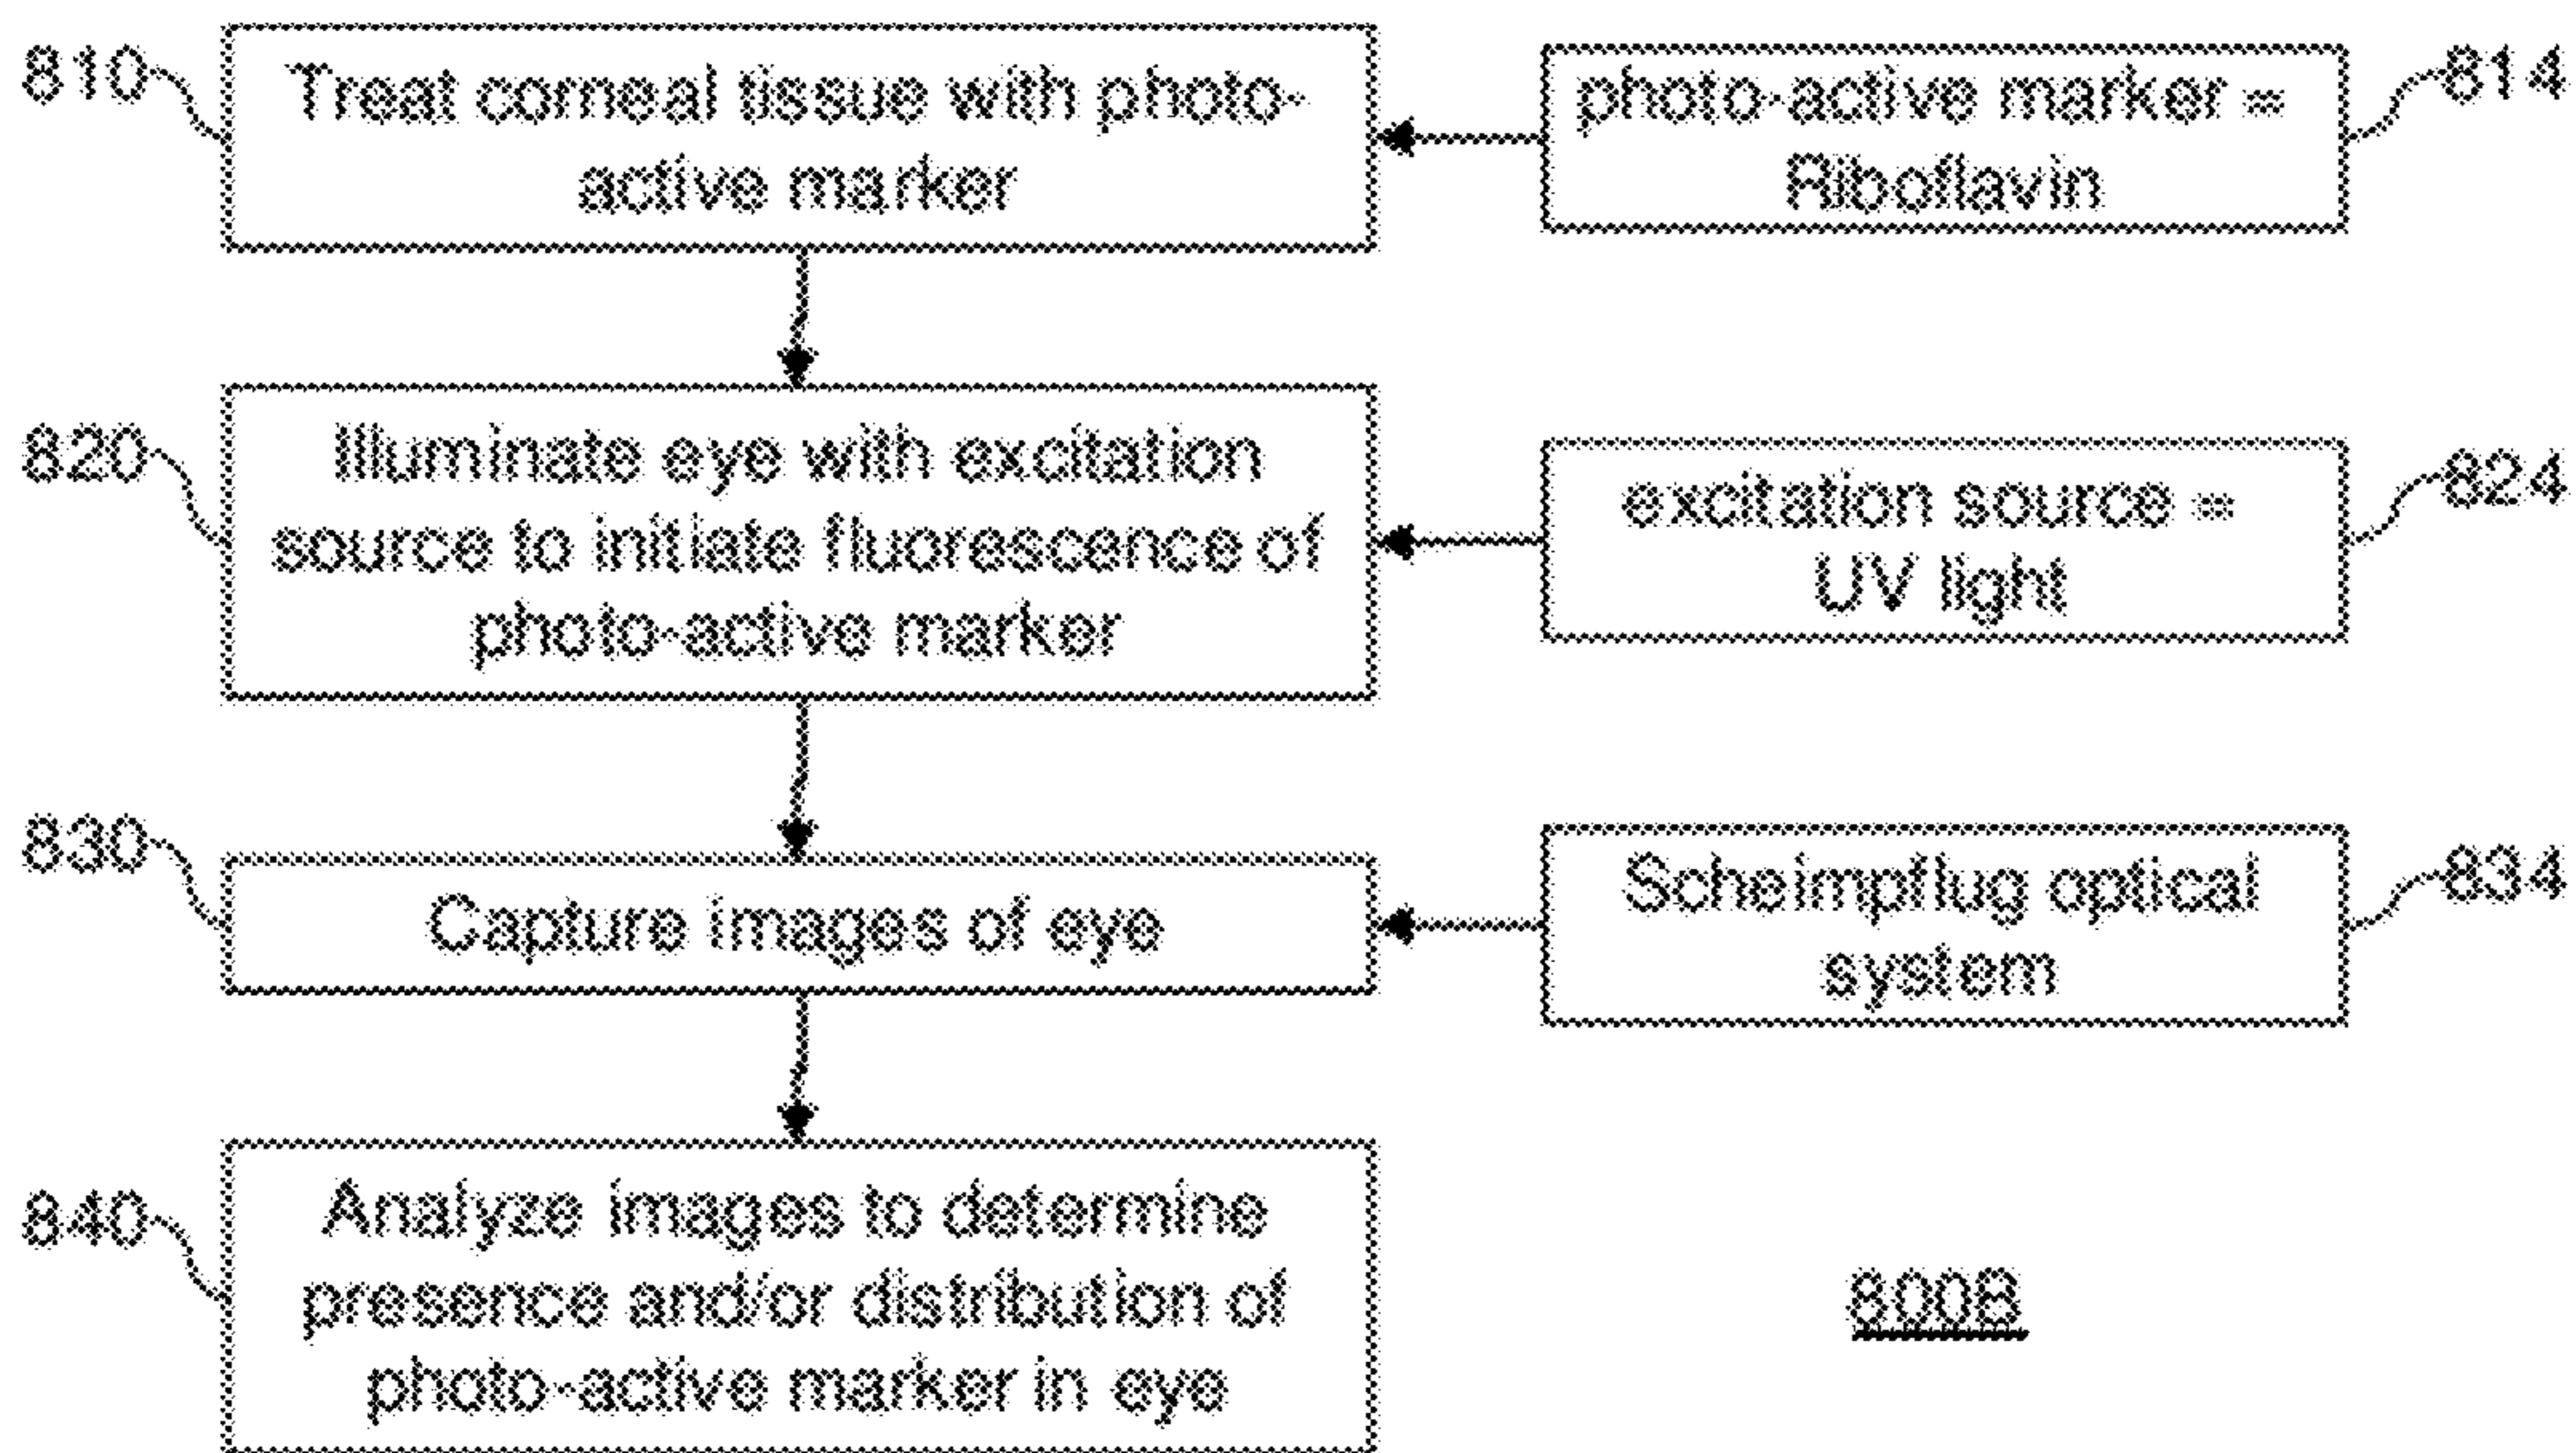 810
Treat corneal tissue with photo-
active marker
photo-active marker =
Riboflavin
814
820
Illuminate eye with excitation
source to initiate fluorescence of
photo-active marker
excitation source =
UV light
824
830
Capture images of eye
Scheimpflug optical
system
834
840
Analyze images to determine
presence and/or distribution of
photo-active marker in eye
800B